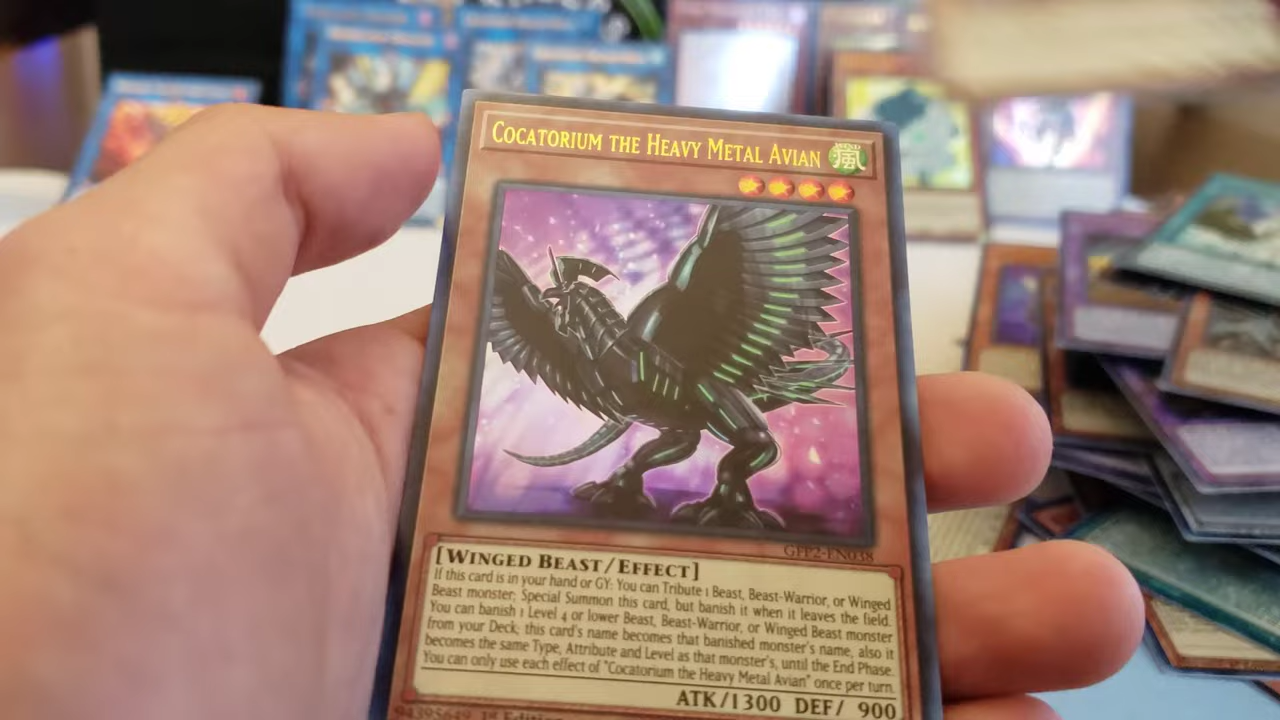 COCATORIUM THE HEAVY METAL AVIAN
WIND
風
GFP2-EN038
[WINGED BEAST/EFFECT]
If this card is in your hand or GY: You can Tribute 1 Beast, Beast-Warrior, or Winged
Beast monster; Special Summon this card, but banish it when it leaves the field.
You can banish 1 Level 4 or lower Beast, Beast-Warrior, or Winged Beast monster
from your Deck; this card's name becomes that banished monster's name, also it
becomes the same Type, Attribute and Level as that monster's, until the End Phase.
You can only use each effect of "Cocatorium the Heavy Metal Avian" once per turn.
ATK/1300 DEF/ 900
94395649 1st Edition